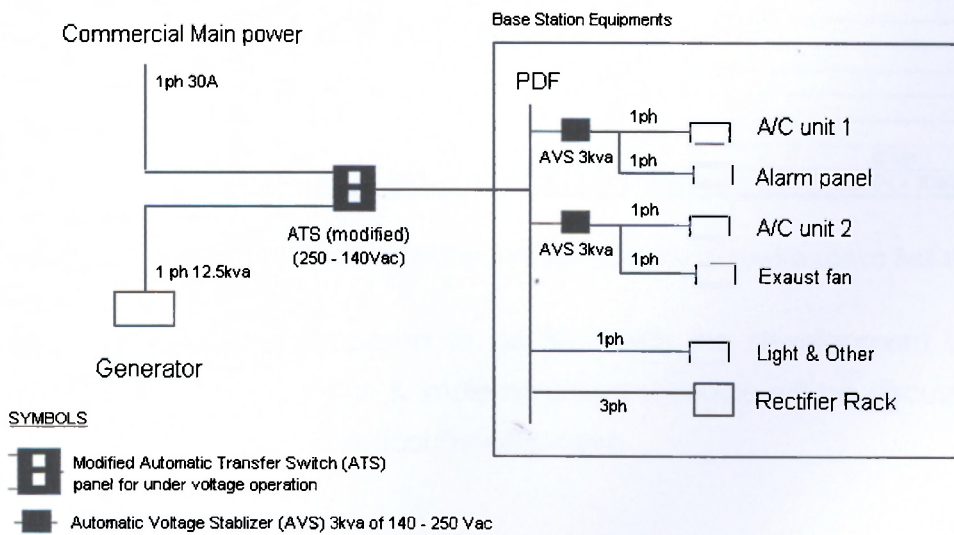 Base Station Equipments
Commercial Main power
1ph 30A
PDF
1ph
A/C unit 1
AVS 3kva
1ph
Alarm panel
ATS (modified)
(250 - 140Vac)
1ph
A/C unit 2
AVS 3kva
1ph
Exaust fan
1 ph 12.5kva
Generator
1ph
Light & Other
3ph
Rectifier Rack
SYMBOLS
Modified Automatic Transfer Switch (ATS)
panel for under voltage operation
Automatic Voltage Stablizer (AVS) 3kva of 140 - 250 Vac